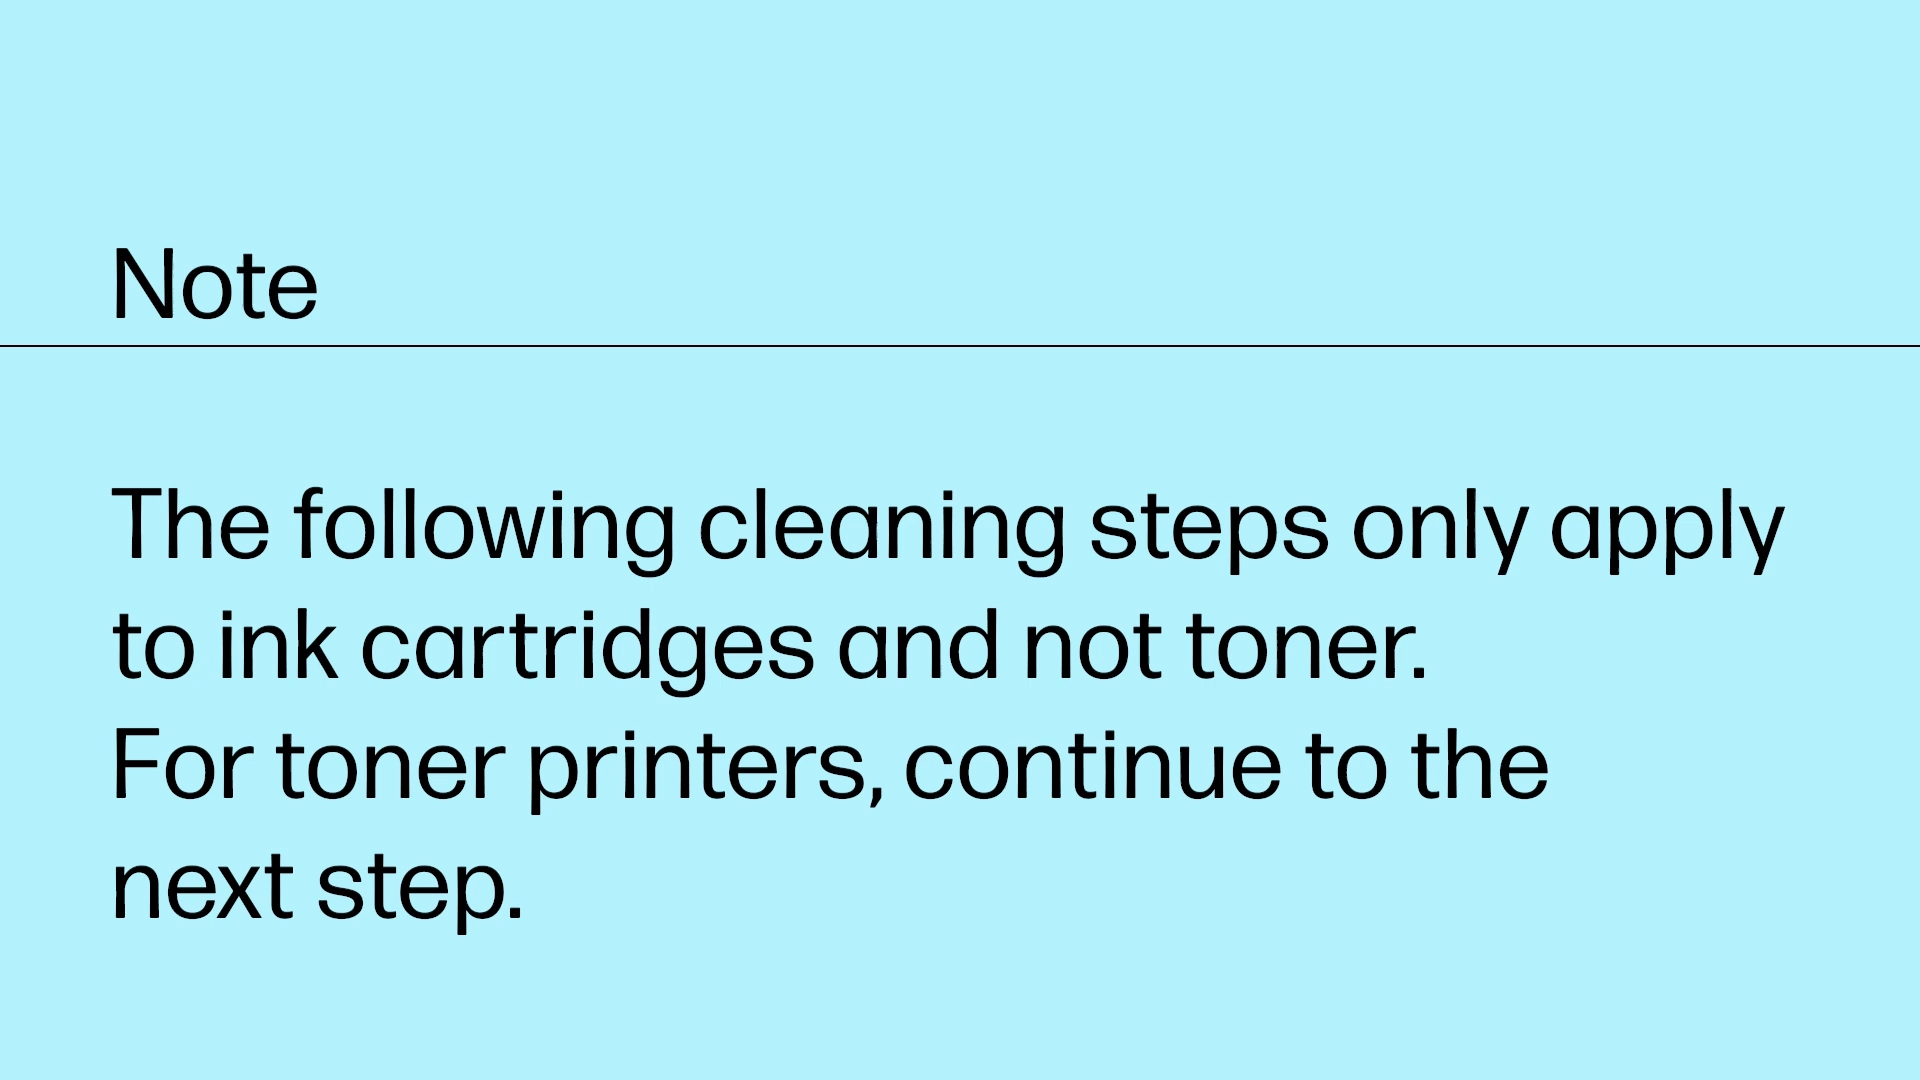 Note
The following cleaning steps only apply
to ink cartridges and not toner.
For toner printers, continue to the
next step.